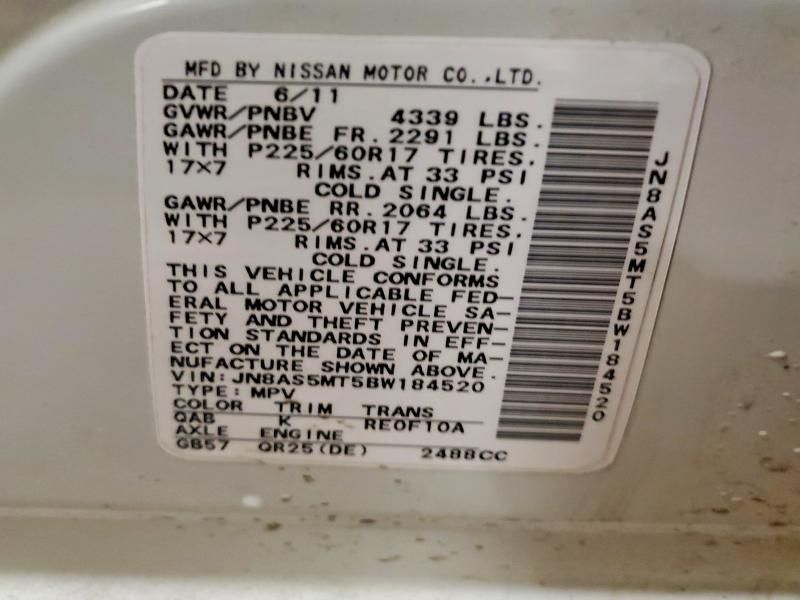 MFD BY NISSAN MOTOR CO.,LTD.
DATE 6/11
GVWR/PNBV 4339 LBS.
GAWR/PNBE FR. 2291 LBS.
WITH P225/60R17 TIRES.
17X7 RIMS. AT 33 PSI
COLD SINGLE.
GAWR/PNBE RR. 2064 LBS.
WITH P225/60R17 TIRES.
17X7 RIMS. AT 33 PSI
COLD SINGLE.
THIS VEHICLE CONFORMS
TO ALL APPLICABLE FED-
ERAL MOTOR VEHICLE SA-
FETY AND THEFT PREVEN-
TION STANDARDS IN EFF-
ECT ON THE DATE OF MA-
NUFACTURE SHOWN ABOVE.
VIN: JN8AS5MT5BW184520
TYPE: MPV
COLOR TRIM TRANS
QAB K RE0F10A
AXLE ENGINE
GB57 QR25(DE) 2488CC
JN8AS5MT5BW184520